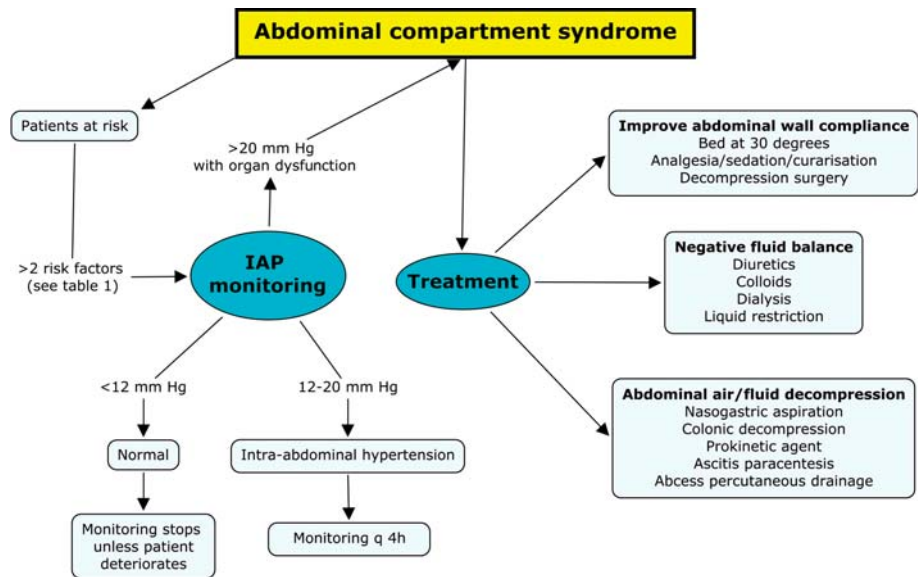 Abdominal compartment syndrome
Patients at risk
>20 mm Hg
with organ dysfunction
>2 risk factors
(see table 1)
IAP
monitoring
<12 mm Hg
12-20 mm Hg
Normal
Intra-abdominal hypertension
Monitoring stops
unless patient
deteriorates
Monitoring q 4h
Treatment
Improve abdominal wall compliance
Bed at 30 degrees
Analgesia/sedation/curarisation
Decompression surgery
Negative fluid balance
Diuretics
Colloids
Dialysis
Liquid restriction
Abdominal air/fluid decompression
Nasogastric aspiration
Colonic decompression
Prokinetic agent
Ascitis paracentesis
Abcess percutaneous drainage